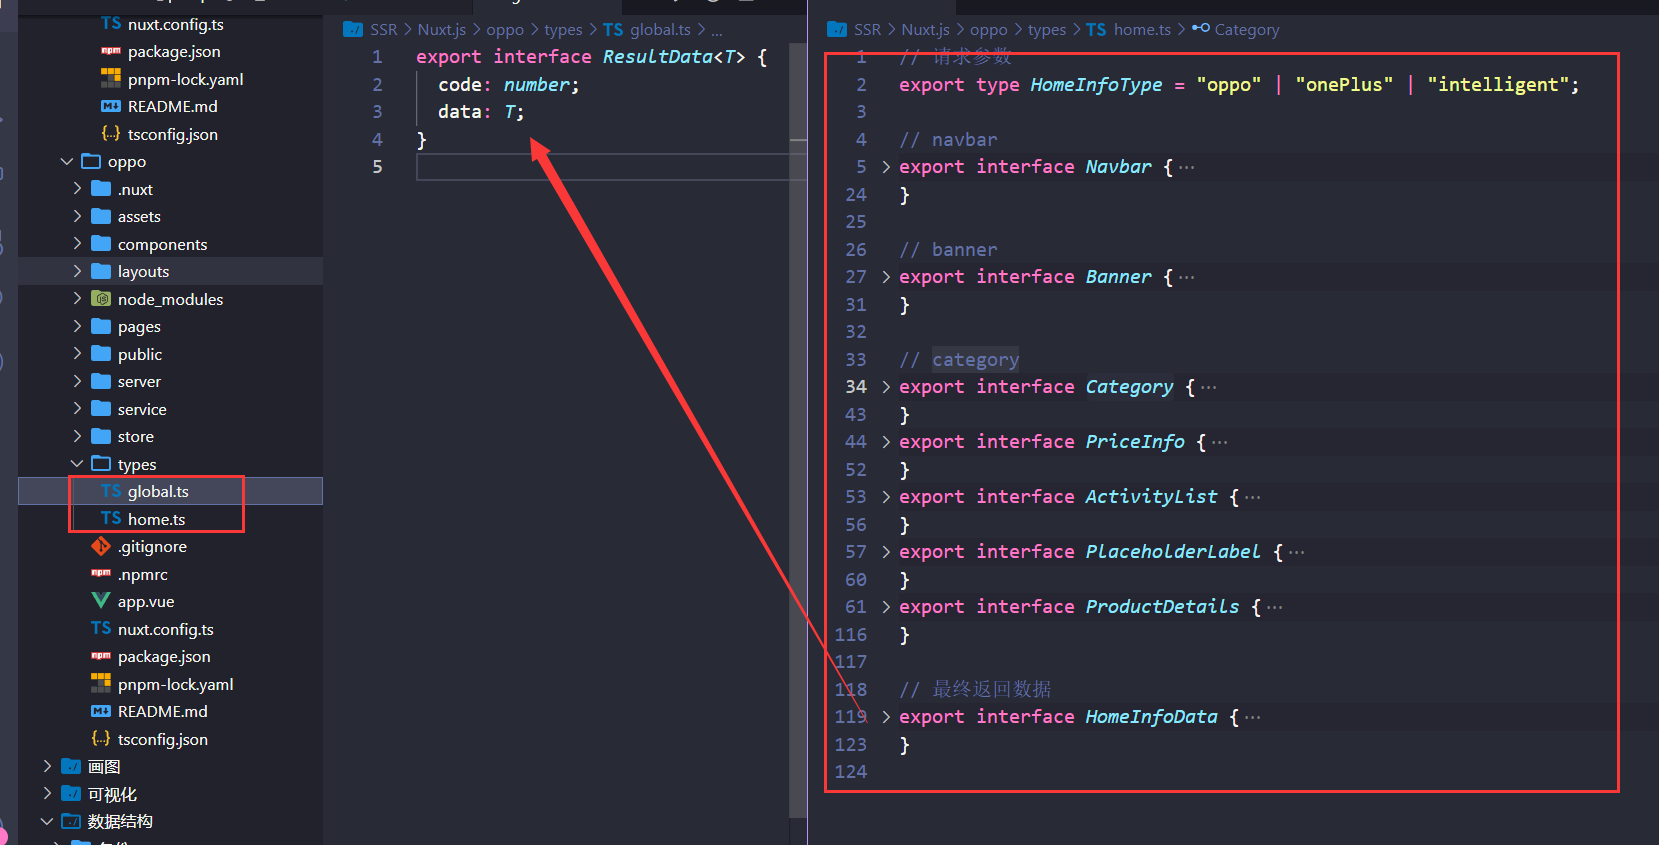 nuxt.config.ts
package.json
pnpm-lock.yaml
README.md
tsconfig.json
oppo
.nuxt
assets
components
layouts
node_modules
pages
public
server
service
store
types
TS global.ts
TS home.ts
.gitignore
.npmrc
app.vue
TS nuxt.config.ts
package.json
pnpm-lock.yaml
README.md
tsconfig.json
画图
可视化
数据结构
SSR > Nuxt.js > oppo > types > TS global.ts > ...
1 export interface ResultData<T> {
2 code: number;
3 data: T;
4 }
5
SSR > Nuxt.js > oppo > types > TS home.ts > Category
1 // 请求参数
2 export type HomeInfoType = "oppo" | "onePlus" | "intelligent";
3
4 // navbar
5 > export interface Navbar { ...
24 }
25
26 // banner
27 > export interface Banner { ...
31 }
32
33 // category
34 > export interface Category { ...
43 }
44 > export interface PriceInfo { ...
52 }
53 > export interface ActivityList { ...
56 }
57 > export interface PlaceholderLabel { ...
60 }
61 > export interface ProductDetails { ...
116 }
117
118 // 最终返回数据
119 > export interface HomeInfoData { ...
123 }
124